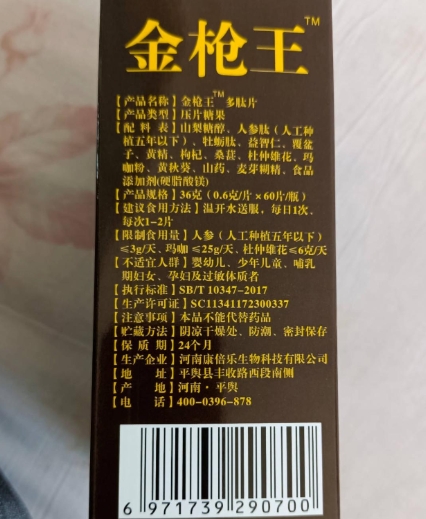 金枪王™
【产品名称】金枪王™多肽片
【产品类型】压片糖果
【配 料 表】山梨糖醇、人参肽（人工种
植五年以下）、牡蛎肽、益智仁、覆盆
子、黄精、枸杞、桑葚、杜仲雄花、玛
咖粉、黄秋葵、山药、麦芽糊精、食品
添加剂(硬脂酸镁)
【产品规格】36克（0.6克/片×60片/瓶）
【建议食用方法】温开水送服，每日1次、
每次1-2片
【限制食用量】人参（人工种植五年以下）
≤3g/天、玛咖≤25g/天、杜仲雄花≤6克/天
【不适宜人群】婴幼儿、少年儿童、哺乳
期妇女、孕妇及过敏体质者
【执行标准】SB/T 10347-2017
【生产许可证】SC11341172300337
【注意事项】本品不能代替药品
【贮藏方法】阴凉干燥处、防潮、密封保存
【保 质 期】24个月
【生产企业】河南康倍乐生物科技有限公司
【地 址】平舆县丰收路西段南侧
【产 地】河南·平舆
【电 话】400-0396-878
6 971739 290700